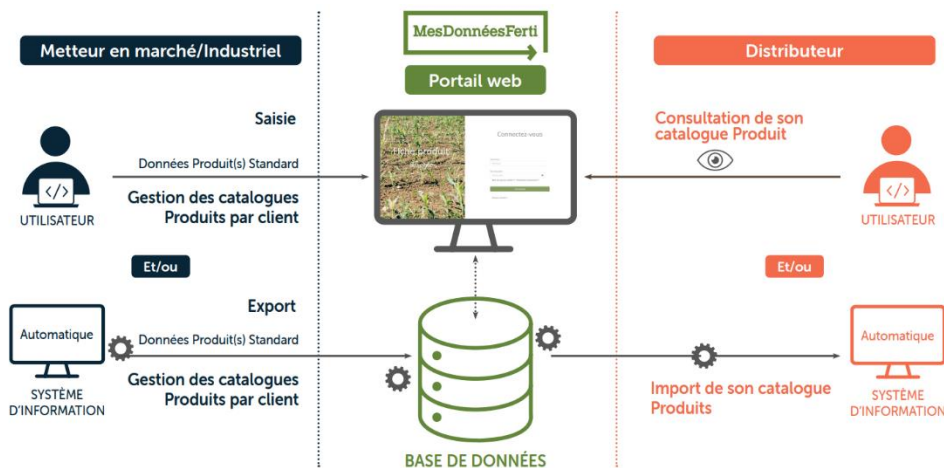 MesDonnéesFerti
Metteur en marché/Industriel
Portail web
Distributeur
Saisie
Données Produit(s) Standard
Gestion des catalogues
Produits par client
UTILISATEUR
Connectez-vous
Fiche produit
Consultation de son
catalogue Produit
UTILISATEUR
Et/ou
Et/ou
Export
Automatique
Données Produit(s) Standard
Gestion des catalogues
Produits par client
SYSTÈME
D'INFORMATION
BASE DE DONNÉES
Import de son catalogue
Produits
Automatique
SYSTÈME
D'INFORMATION